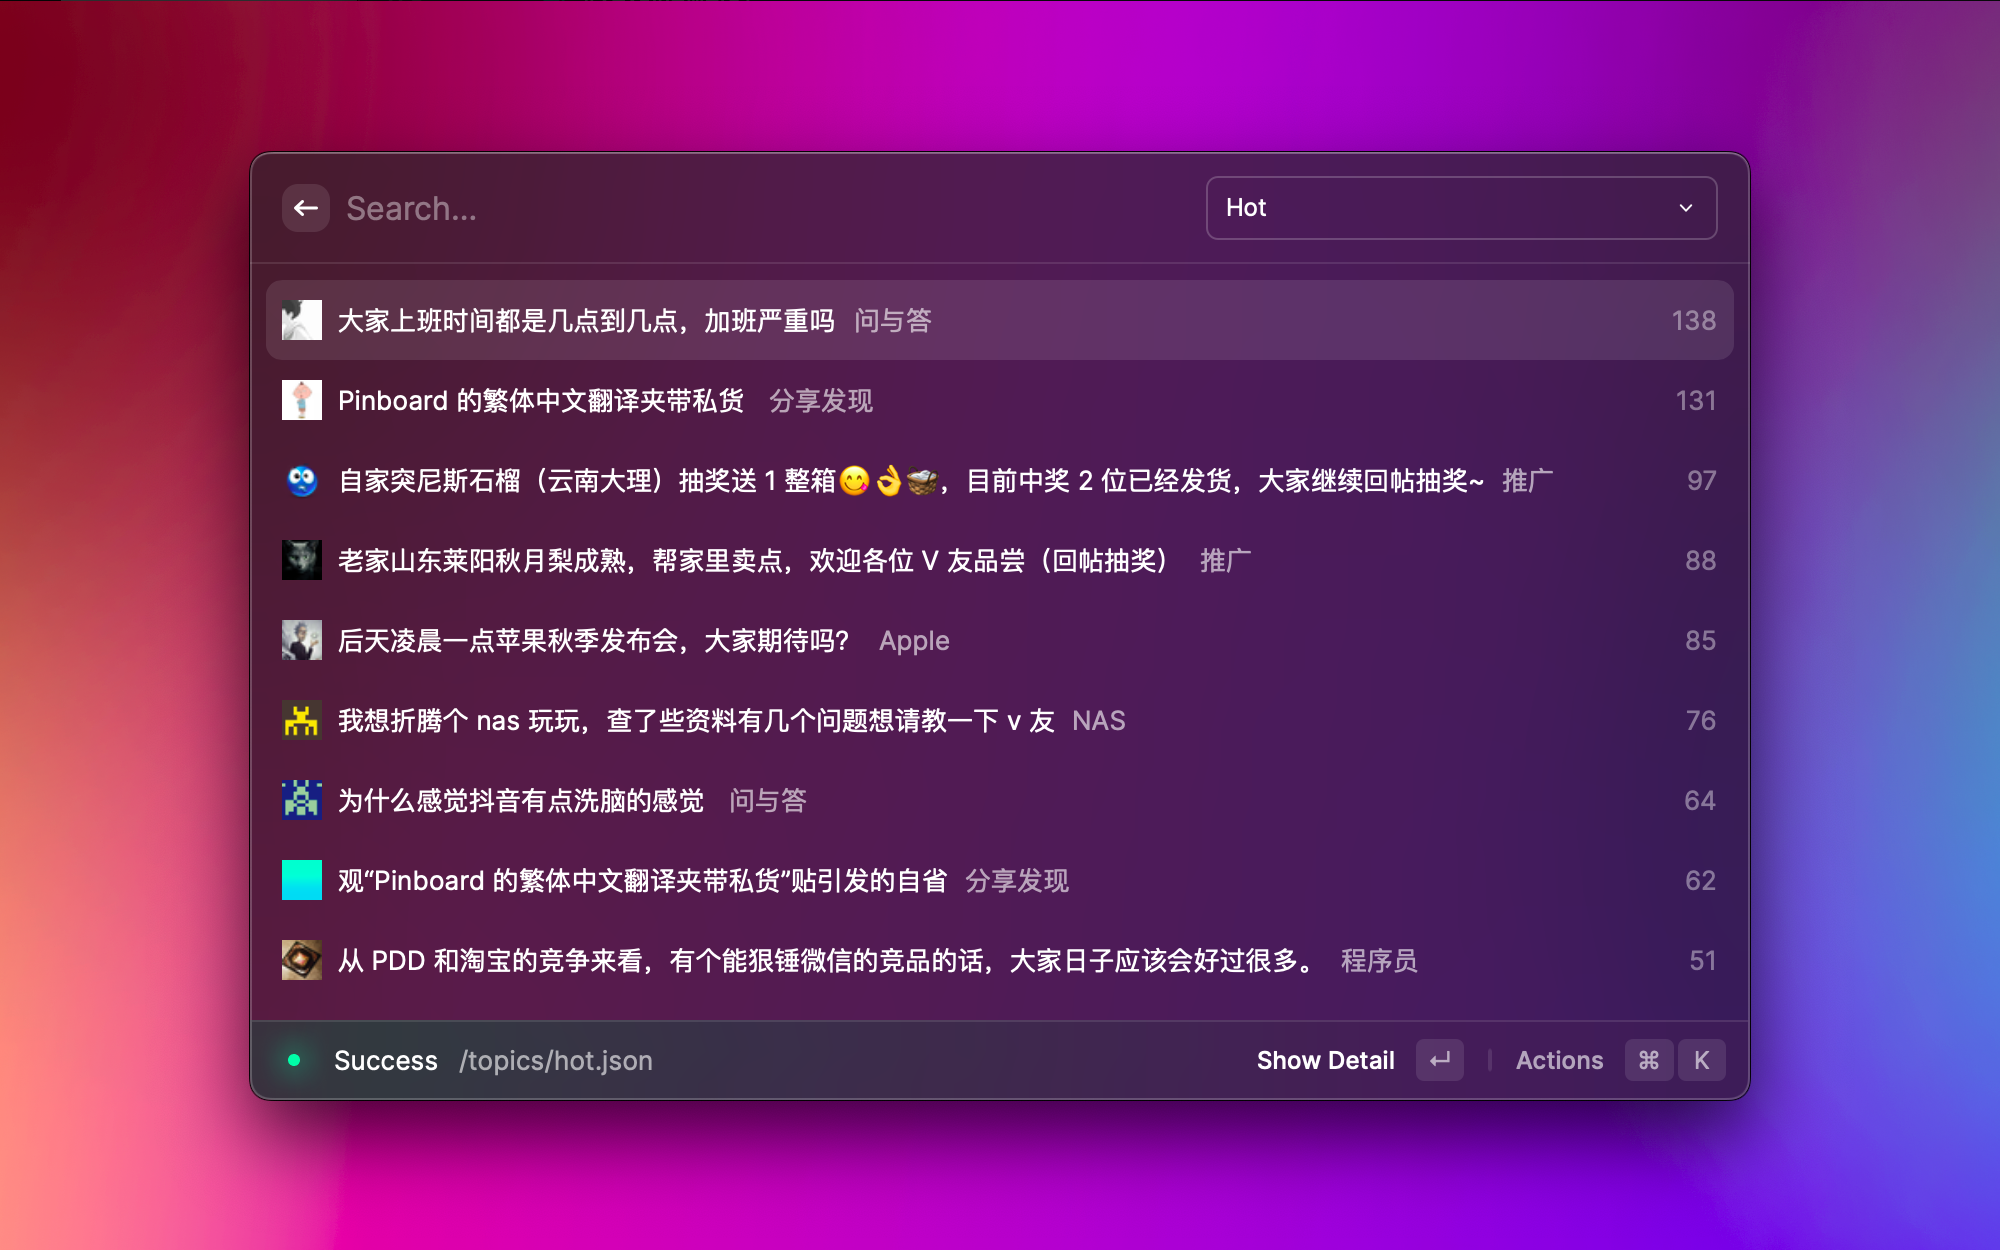 Search...
Hot
大家上班时间都是几点到几点，加班严重吗 问与答 138
Pinboard 的繁体中文翻译夹带私货 分享发现 131
自家突尼斯石榴（云南大理）抽奖送 1 整箱😋👌🧺，目前中奖 2 位已经发货，大家继续回帖抽奖~ 推广 97
老家山东莱阳秋月梨成熟，帮家里卖点，欢迎各位 V 友品尝（回帖抽奖） 推广 88
后天凌晨一点苹果秋季发布会，大家期待吗？ Apple 85
我想折腾个 nas 玩玩，查了些资料有几个问题想请教一下 v 友 NAS 76
为什么感觉抖音有点洗脑的感觉 问与答 64
观“Pinboard 的繁体中文翻译夹带私货”贴引发的自省 分享发现 62
从 PDD 和淘宝的竞争来看，有个能狠锤微信的竞品的话，大家日子应该会好过很多。 程序员 51
Success /topics/hot.json Show Detail ↵ Actions ⌘ K